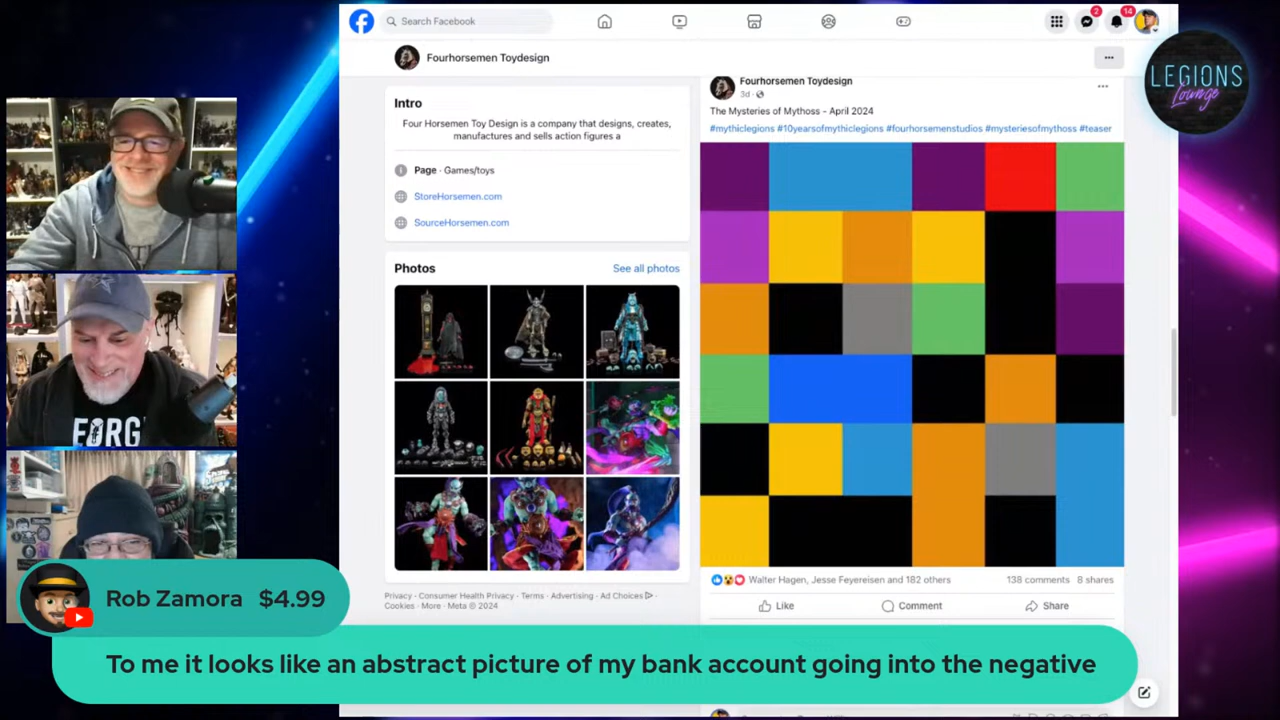 Search Facebook
2
14
Fourhorsemen Toydesign
LEGIONS
Lounge
Intro
Four Horsemen Toy Design is a company that designs, creates,
manufactures and sells action figures a
Page · Games/toys
StoreHorsemen.com
SourceHorsemen.com
Photos
See all photos
Privacy · Consumer Health Privacy · Terms · Advertising · Ad Choices ·
Cookies · More · Meta © 2024
Fourhorsemen Toydesign
3d ·
The Mysteries of Mythoss - April 2024
#mythiclegions #10yearsofmythiclegions #fourhorsemenstudios #mysteriesofmythoss #teaser
Walter Hagen, Jesse Feyereisen and 182 others
138 comments 8 shares
Like
Comment
Share
FORG
Rob Zamora $4.99
To me it looks like an abstract picture of my bank account going into the negative